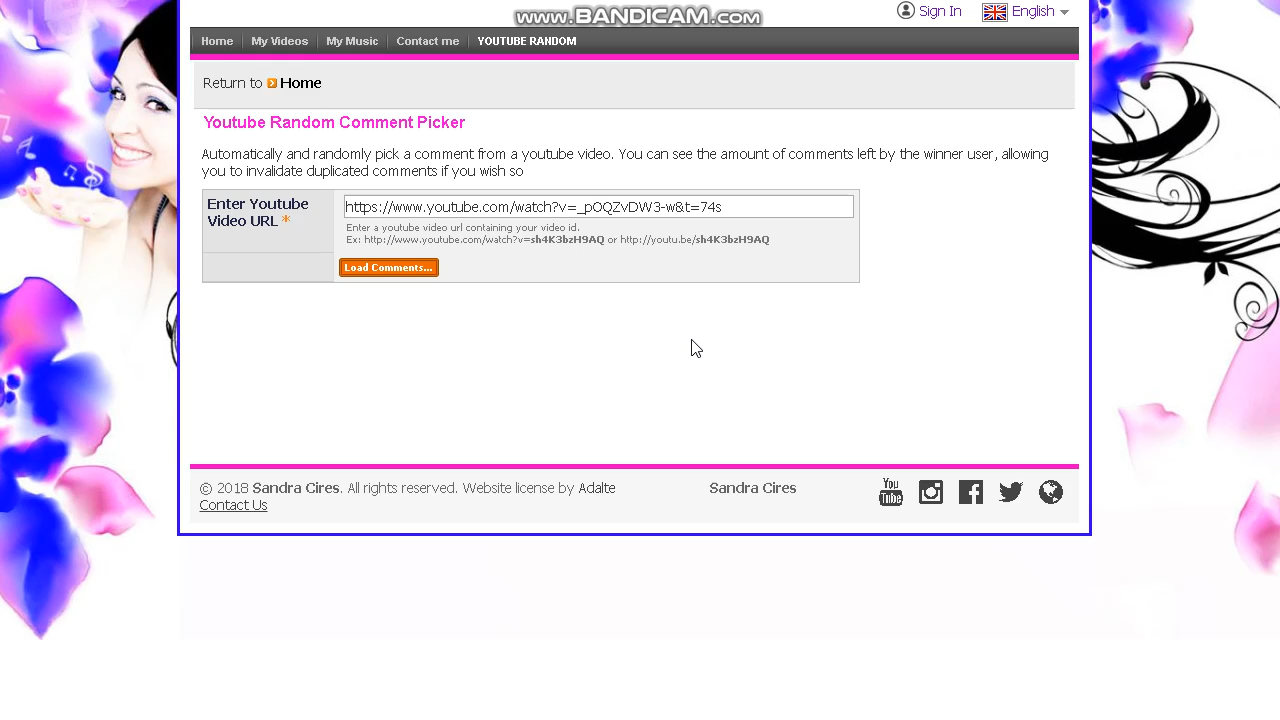 www.BANDICAM.com
Sign In English
Home My Videos My Music Contact me YOUTUBE RANDOM
Return to Home
Youtube Random Comment Picker
Automatically and randomly pick a comment from a youtube video. You can see the amount of comments left by the winner user, allowing
you to invalidate duplicated comments if you wish so
Enter Youtube
Video URL *
https://www.youtube.com/watch?v=_pOQZvDW3-w&t=74s
Enter a youtube video url containing your video id.
Ex: http://www.youtube.com/watch?v=sh4K3bzH9AQ or http://youtu.be/sh4K3bzH9AQ
Load Comments...
© 2018 Sandra Cires. All rights reserved. Website license by Adalte
Contact Us
Sandra Cires
You
Tube